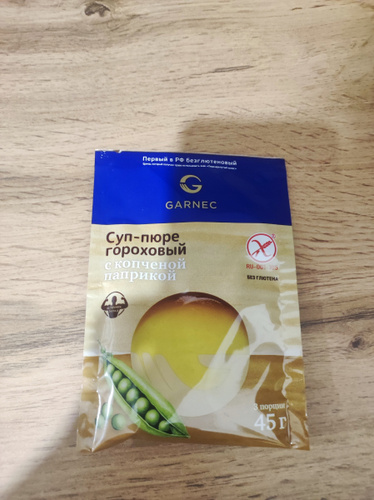 Первый в РФ безглютеновый
GARNEC
Суп-пюре
гороховый
с копченой
паприкой
БЕЗ ГЛЮТЕНА
порция
45 г